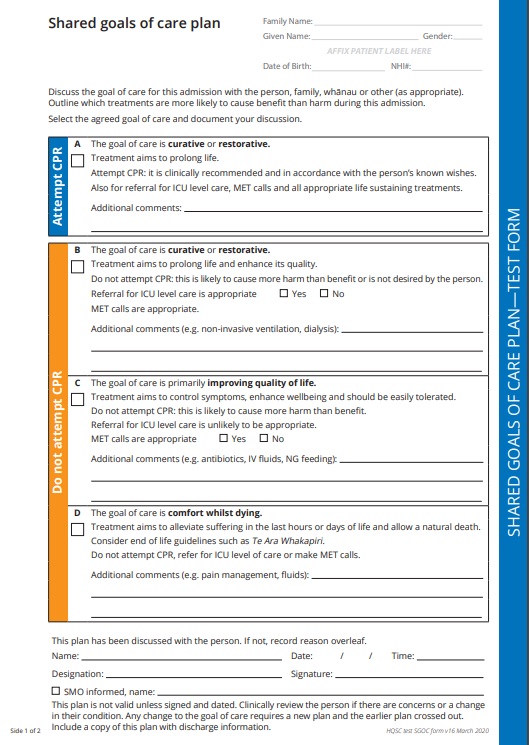 Shared goals of care plan
Family Name:
Given Name: Gender:
AFFIX PATIENT LABEL HERE
Date of Birth: NHI#:
Discuss the goal of care for this admission with the person, family, whānau or other (as appropriate).
Outline which treatments are more likely to cause benefit than harm during this admission.
Select the agreed goal of care and document your discussion.
Attempt CPR
A The goal of care is curative or restorative.
Treatment aims to prolong life.
Attempt CPR: it is clinically recommended and in accordance with the person's known wishes.
Also for referral for ICU level care, MET calls and all appropriate life sustaining treatments.
Additional comments:
Do not attempt CPR
B The goal of care is curative or restorative.
Treatment aims to prolong life and enhance its quality.
Do not attempt CPR: this is likely to cause more harm than benefit or is not desired by the person.
Referral for ICU level care is appropriate Yes No
MET calls are appropriate.
Additional comments (e.g. non-invasive ventilation, dialysis):
C The goal of care is primarily improving quality of life.
Treatment aims to control symptoms, enhance wellbeing and should be easily tolerated.
Do not attempt CPR: this is likely to cause more harm than benefit.
Referral for ICU level care is unlikely to be appropriate.
MET calls are appropriate Yes No
Additional comments (e.g. antibiotics, IV fluids, NG feeding):
D The goal of care is comfort whilst dying.
Treatment aims to alleviate suffering in the last hours or days of life and allow a natural death.
Consider end of life guidelines such as Te Ara Whakapiri.
Do not attempt CPR, refer for ICU level of care or make MET calls.
Additional comments (e.g. pain management, fluids):
This plan has been discussed with the person. If not, record reason overleaf.
Name: Date: / / Time:
Designation: Signature:
SMO informed, name:
This plan is not valid unless signed and dated. Clinically review the person if there are concerns or a change
in their condition. Any change to the goal of care requires a new plan and the earlier plan crossed out.
Include a copy of this plan with discharge information.
Side 1 of 2
HQSC test SGOC form v16 March 2020
SHARED GOALS OF CARE PLAN—TEST FORM